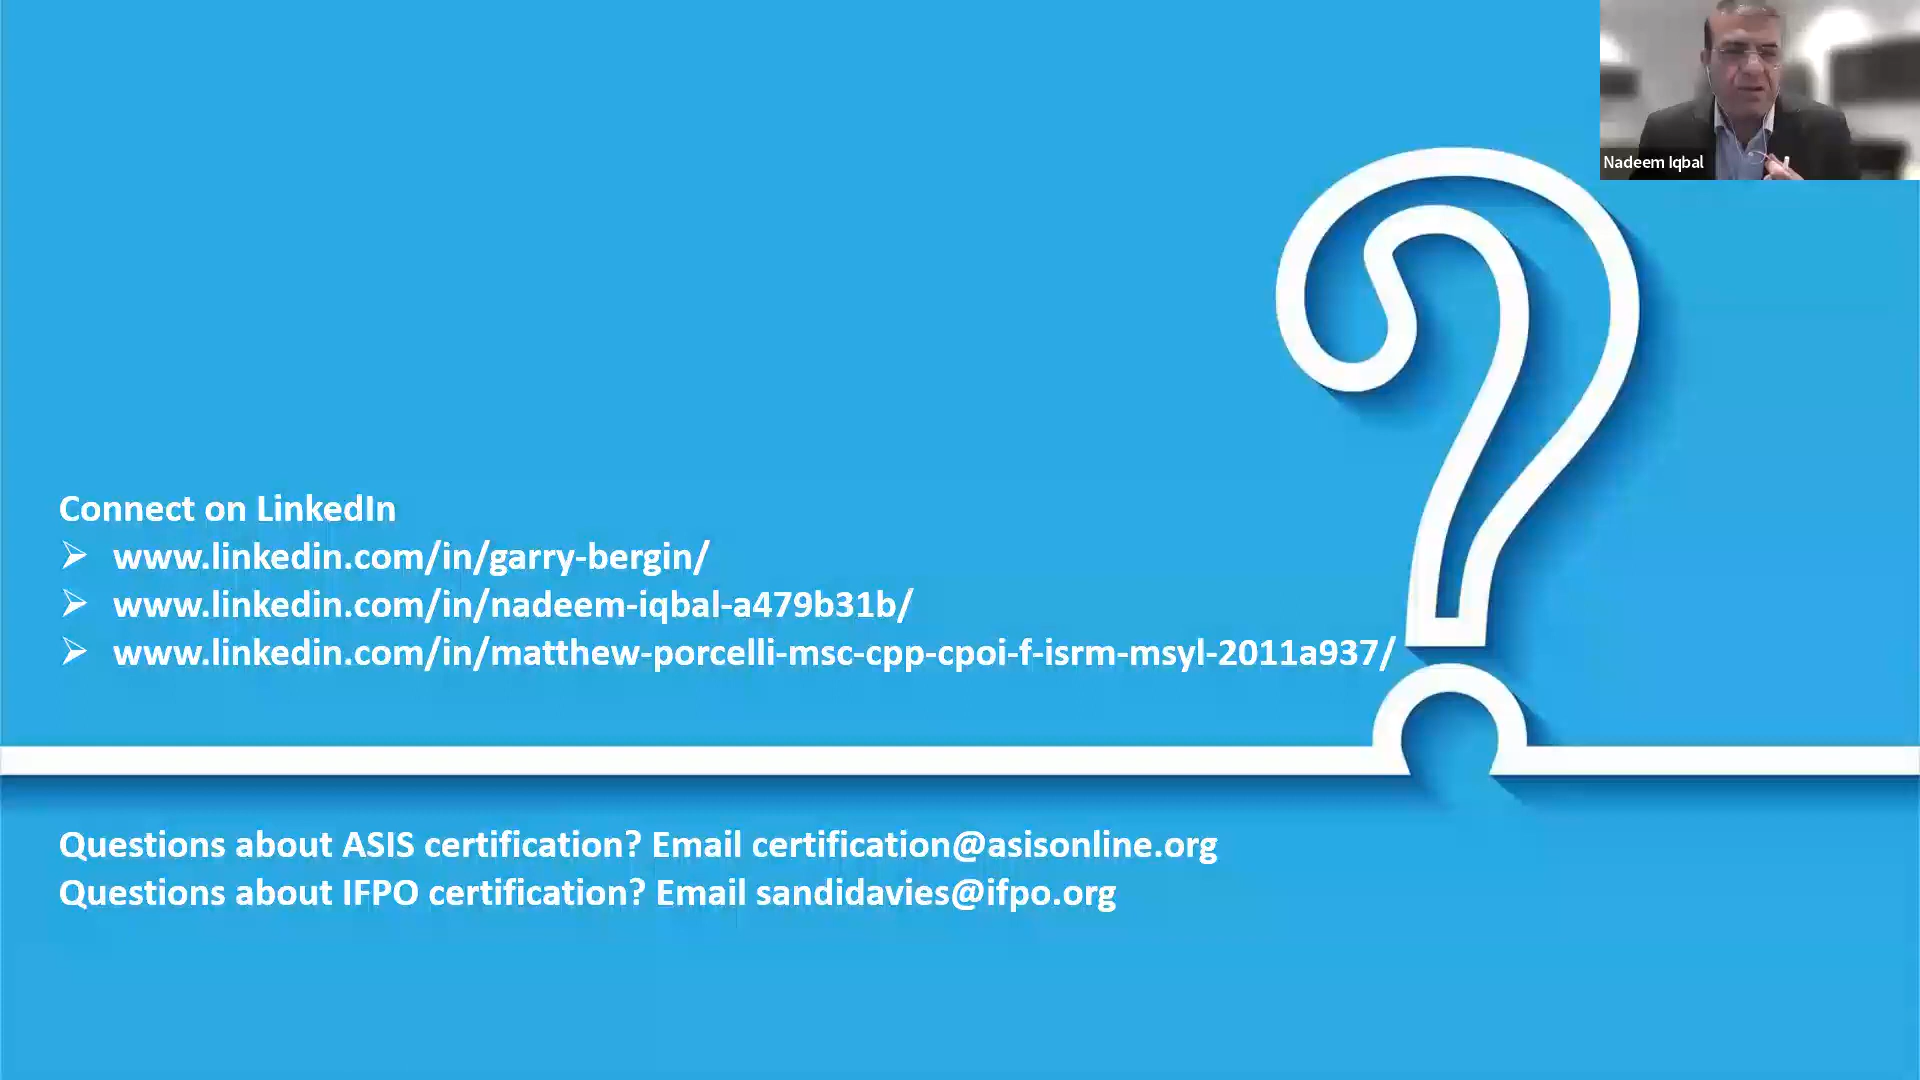 Nadeem Iqbal
Connect on LinkedIn
www.linkedin.com/in/garry-bergin/
www.linkedin.com/in/nadeem-iqbal-a479b31b/
www.linkedin.com/in/matthew-porcelli-msc-cpp-cpoi-f-isrm-msyl-2011a937/
Questions about ASIS certification? Email certification@asisonline.org
Questions about IFPO certification? Email sandidavies@ifpo.org